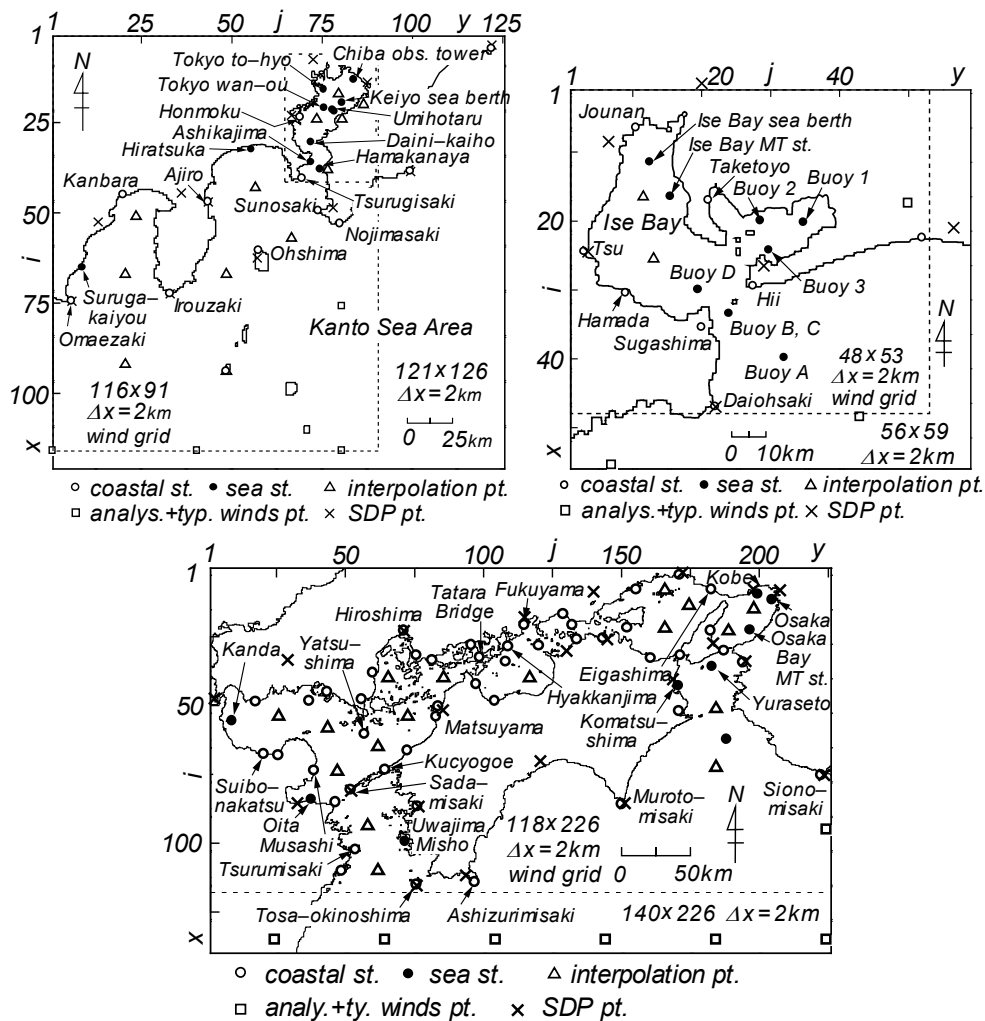 1 25 50 j 75 100 y 125
1
N
Tokyo to-hyo
Chiba obs. tower
Tokyo wan-ou
Keiyo sea berth
Honmoku
Umihotaru
25
Ashikajima
Daini-kaiho
Hiratsuka
Hamakanaya
Ajiro
Kanbara
Tsurugisaki
Sunosaki
50
Nojimasaki
i
Ohshima
75
Suruga-
kaiyou
Irouzaki
Omaezaki
Kanto Sea Area
116x91
Δx=2km
wind grid
121x126
Δx=2km
100
0 25km
x
○ coastal st. ● sea st. △ interpolation pt.
□ analys.+typ. winds pt. × SDP pt.
1 20 j 40 y
1
Jounan
Ise Bay sea berth
Ise Bay MT st.
Taketoyo
Buoy 2
Buoy 1
20
Ise Bay
Tsu
Buoy D
Buoy 3
i
Hii
N
Hamada
Buoy B, C
Sugashima
40
Buoy A
48x53
Δx=2km
wind grid
Daiohsaki
56x59
Δx=2km
x
0 10km
○ coastal st. ● sea st. △ interpolation pt.
□ analys.+typ. winds pt. × SDP pt.
1 50 100 j 150 200 y
1
Tatara
Bridge
Fukuyama
Kobe
Hiroshima
Kanda
Yatsu-
shima
Osaka
Osaka
Bay
MT st.
Eigashima
Hyakkanjima
Yuraseto
50
Komatsu-
shima
Matsuyama
i
Kucyogoe
Suibo-
nakatsu
Sada-
misaki
Muroto-
misaki
Siono-
misaki
N
Oita
Musashi
Uwajima
Misho
118x226
Δx=2km
wind grid
0 50km
100
Tsurumisaki
Tosa-okinoshima
Ashizurimisaki
140x226 Δx=2km
x
○ coastal st. ● sea st. △ interpolation pt.
□ analy.+ty. winds pt. × SDP pt.